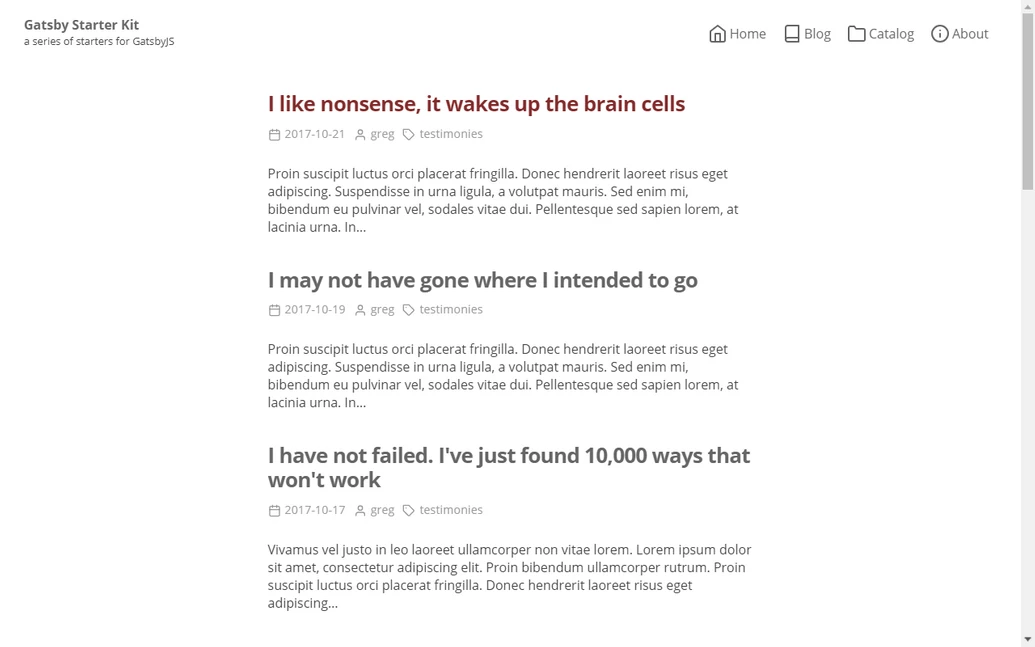 Gatsby Starter Kit
a series of starters for GatsbyJS
Home Blog Catalog About
I like nonsense, it wakes up the brain cells
2017-10-21 greg testimonies
Proin suscipit luctus orci placerat fringilla. Donec hendrerit laoreet risus eget
adipiscing. Suspendisse in urna ligula, a volutpat mauris. Sed enim mi,
bibendum eu pulvinar vel, sodales vitae dui. Pellentesque sed sapien lorem, at
lacinia urna. In...
I may not have gone where I intended to go
2017-10-19 greg testimonies
Proin suscipit luctus orci placerat fringilla. Donec hendrerit laoreet risus eget
adipiscing. Suspendisse in urna ligula, a volutpat mauris. Sed enim mi,
bibendum eu pulvinar vel, sodales vitae dui. Pellentesque sed sapien lorem, at
lacinia urna. In...
I have not failed. I've just found 10,000 ways that
won't work
2017-10-17 greg testimonies
Vivamus vel justo in leo laoreet ullamcorper non vitae lorem. Lorem ipsum dolor
sit amet, consectetur adipiscing elit. Proin bibendum ullamcorper rutrum. Proin
suscipit luctus orci placerat fringilla. Donec hendrerit laoreet risus eget
adipiscing...